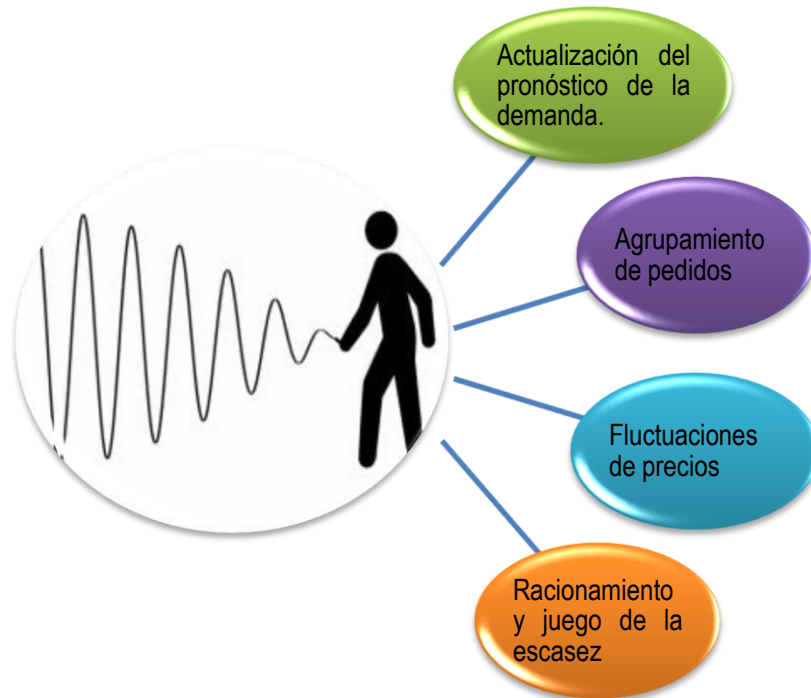 Actualización del
pronóstico de la
demanda.
Agrupamiento
de pedidos
Fluctuaciones
de precios
Racionamiento
y juego de la
escasez